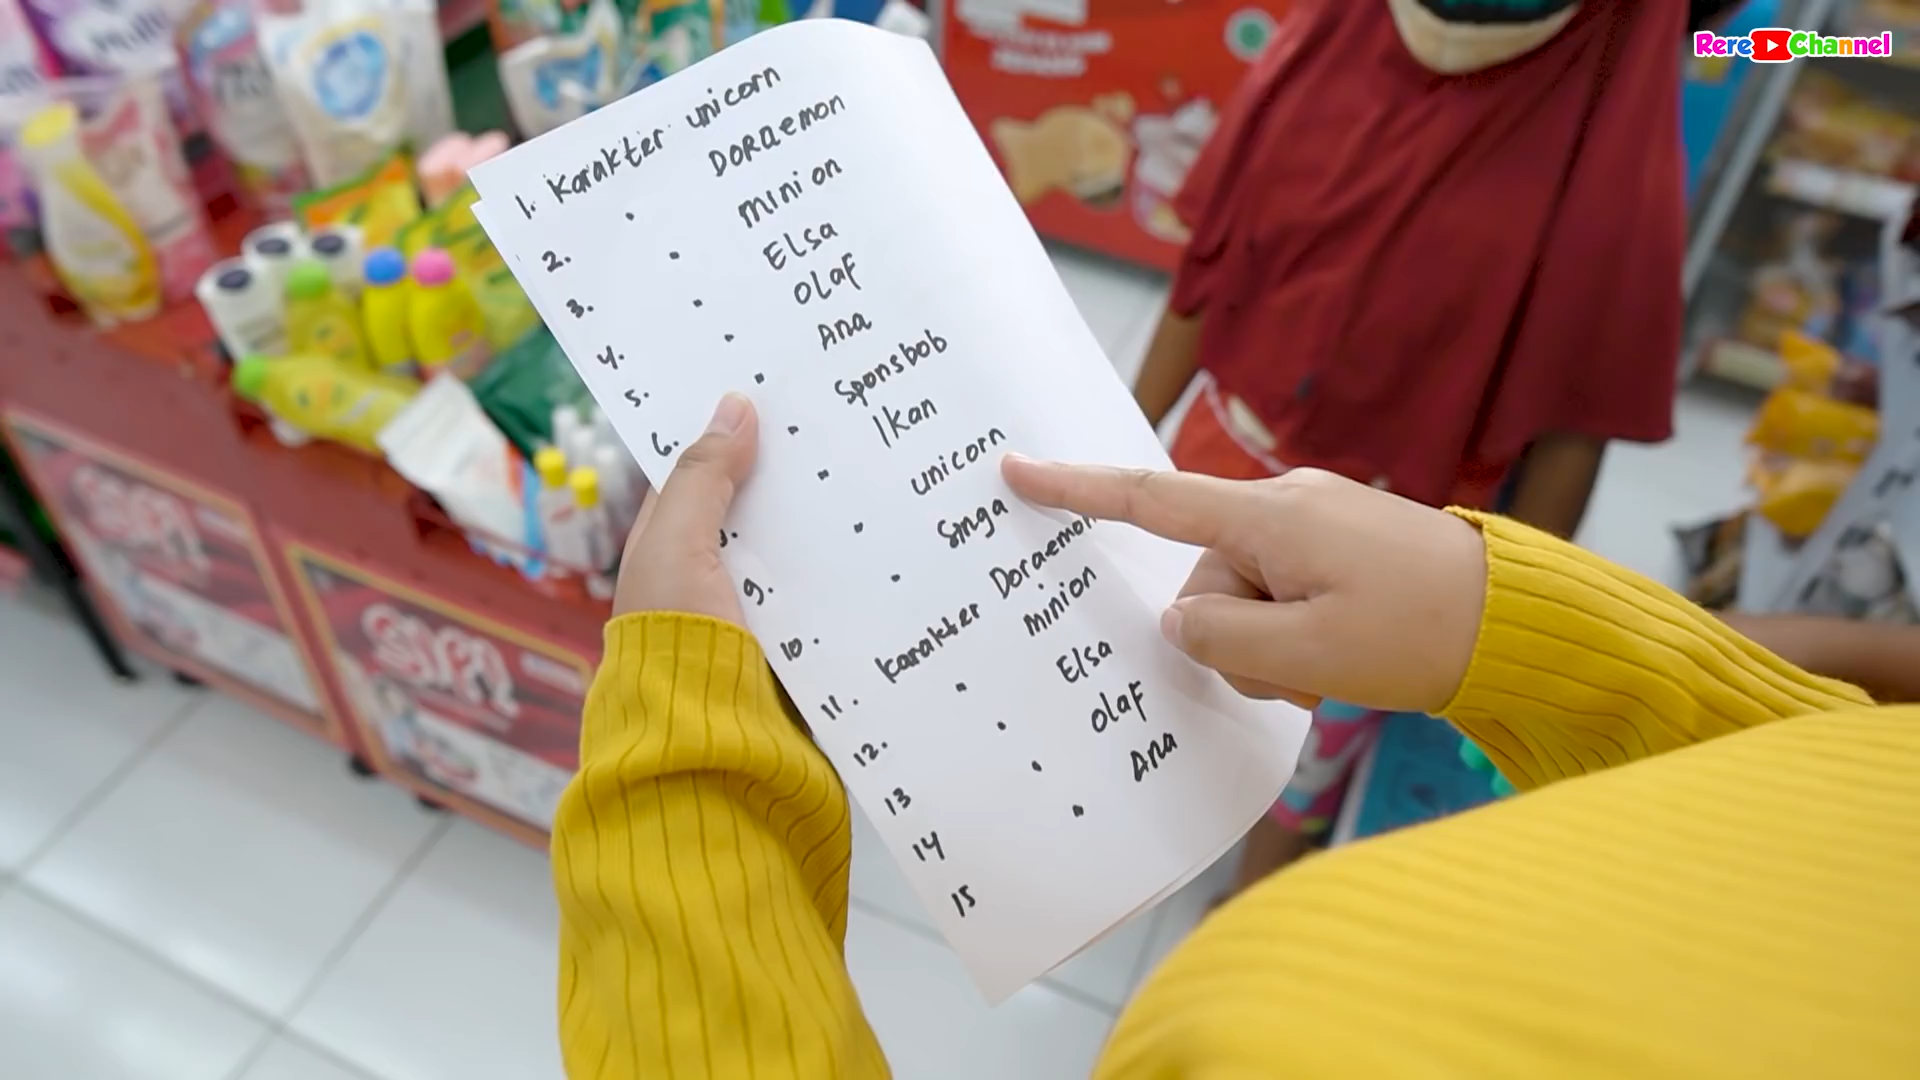 Rere Channel
1. Karakter unicorn
2. " DORAemon
3. " minion
4. " ELsa
5. " OLaf
6. " Ana
" Sponsbob
" Ikan
9. " unicorn
10. " Singa
11. karakter Doraemon
12. " minion
13 " Elsa
14 " Olaf
15 " Ana